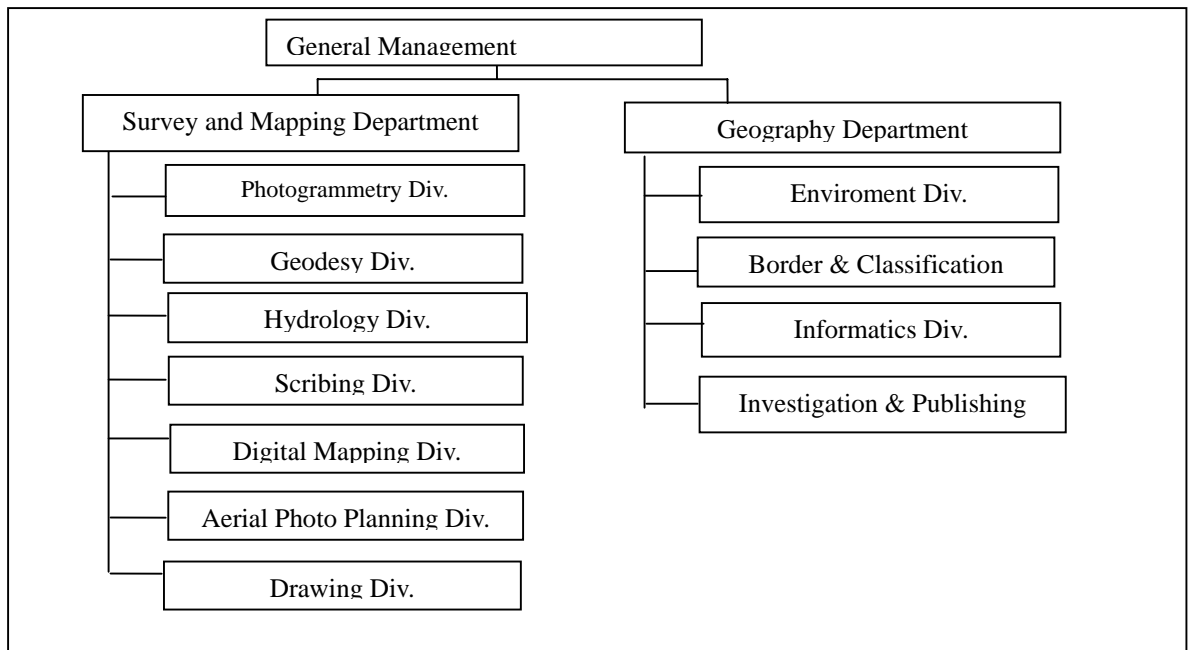 General Management
Survey and Mapping Department
Photogrammetry Div.
Geodesy Div.
Hydrology Div.
Scribing Div.
Digital Mapping Div.
Aerial Photo Planning Div.
Drawing Div.
Geography Department
Enviroment Div.
Border & Classification
Informatics Div.
Investigation & Publishing